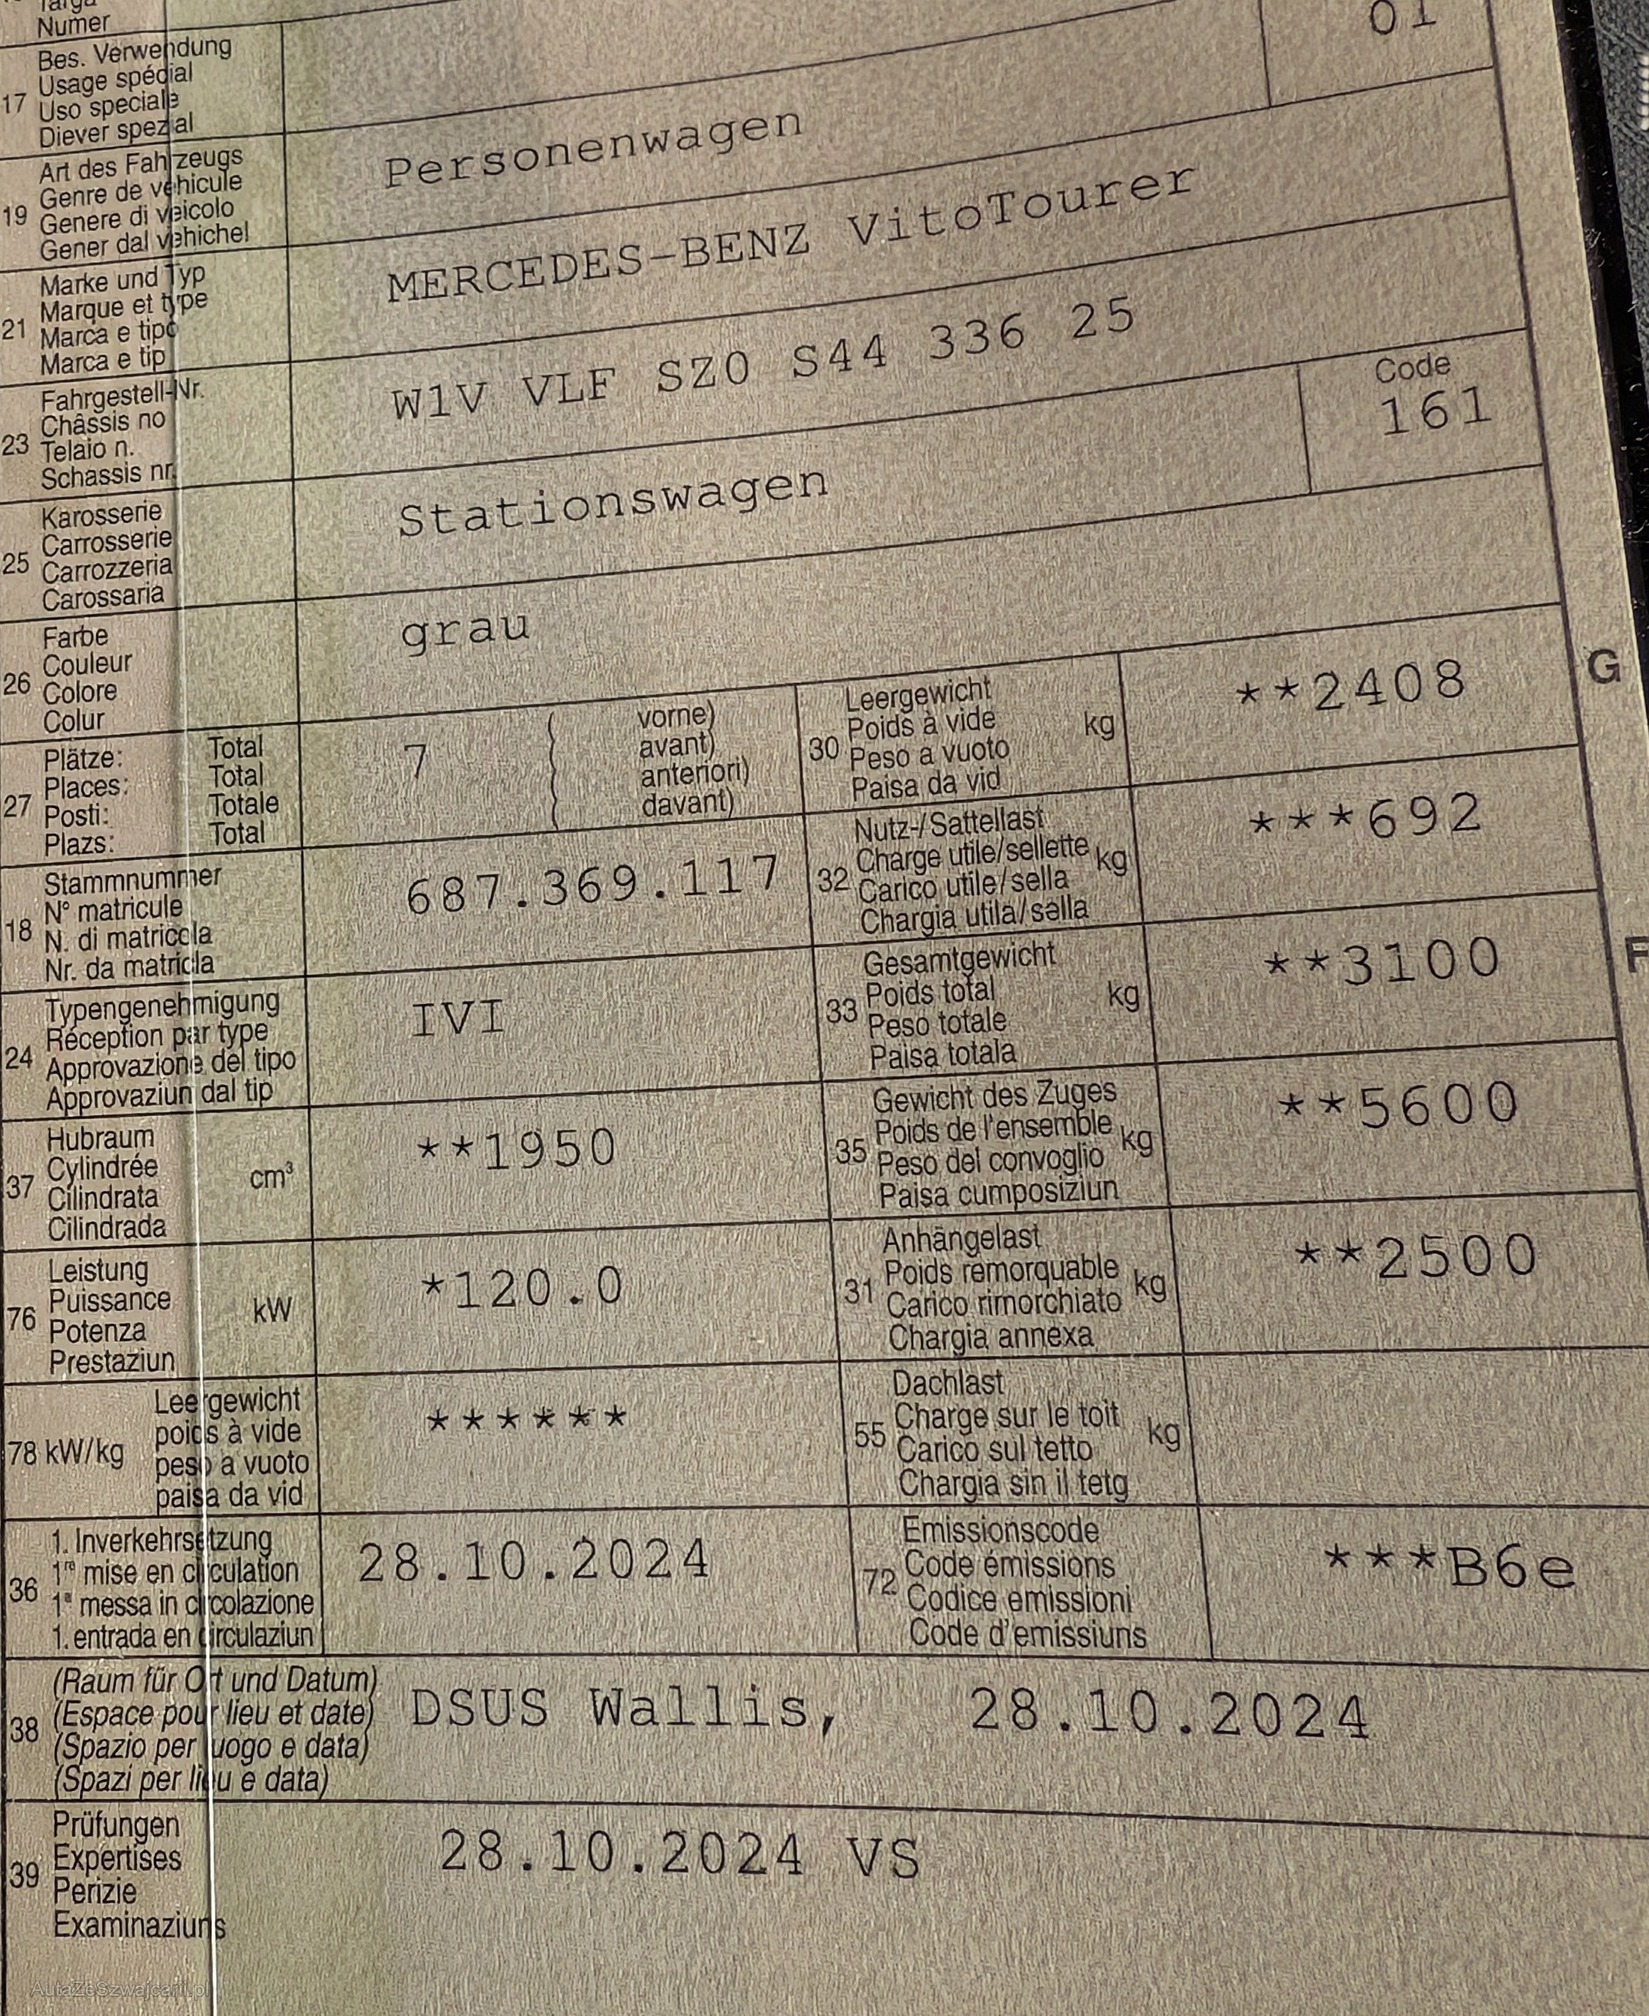 Targa
Numer
01
17
Bes. Verwendung
Usage spécial
Uso speciale
Diever spezial
19
Art des Fahrzeugs
Genre de véhicule
Genere di veicolo
Gener dal vehichel
Personenwagen
21
Marke und Typ
Marque et type
Marca e tipo
Marca e tip
MERCEDES-BENZ VitoTourer
23
Fahrgestell-Nr.
Châssis no
Telaio n.
Schassis nr.
W1V VLF SZ0 S44 336 25
25
Karosserie
Carrosserie
Carrozzeria
Carossaria
Stationswagen
Code
161
26
Farbe
Couleur
Colore
Colur
grau
27
Plätze: Total
Places: Total
Posti: Totale
Plazs: Total
7
vorne)
avant)
anteriori)
davant)
30
Leergewicht
Poids à vide
Peso a vuoto
Paisa da vid
kg
**2408
G
18
Stammnummer
N° matricule
N. di matricola
Nr. da matricla
687.369.117
32
Nutz-/Sattellast
Charge utile/sellette
Carico utile/sella
Chargia utila/sella
kg
***692
24
Typengenehmigung
Réception par type
Approvazione del tipo
Approvaziun dal tip
IVI
33
Gesamtgewicht
Poids total
Peso totale
Paisa totala
kg
**3100
F
37
Hubraum
Cylindrée
Cilindrata
Cilindrada
cm³
**1950
35
Gewicht des Zuges
Poids de l'ensemble
Peso del convoglio
Paisa cumposiziun
kg
**5600
76
Leistung
Puissance
Potenza
Prestaziun
kW
*120.0
31
Anhängelast
Poids remorquable
Carico rimorchiato
Chargia annexa
kg
**2500
78 kW/kg
Leergewicht
poids à vide
peso a vuoto
paisa da vid
******
55
Dachlast
Charge sur le toit
Carico sul tetto
Chargia sin il tetg
kg
36
1. Inverkehrsetzung
1re mise en circulation
1a messa in circolazione
1. entrada en circulaziun
28.10.2024
72
Emissionscode
Code émissions
Codice emissioni
Code d'emissiuns
***B6e
38
(Raum für Ort und Datum)
(Espace pour lieu et date)
(Spazio per luogo e data)
(Spazi per lieu e data)
DSUS Wallis, 28.10.2024
39
Prüfungen
Expertises
Perizie
Examinaziuns
28.10.2024 VS
AutaZeSzwajcarii.pl